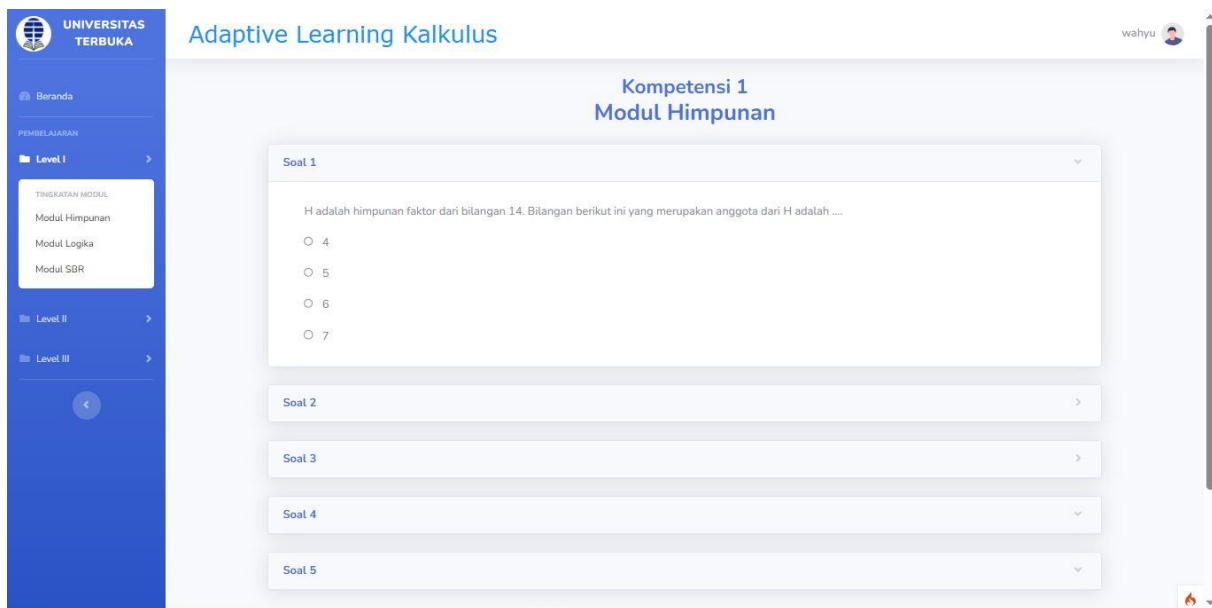 UNIVERSITAS
TERBUKA
Adaptive Learning Kalkulus
wahyu
Beranda
PEMBELAJARAN
Level I
TINGKATAN MODUL
Modul Himpunan
Modul Logika
Modul SBR
Level II
Level III
Kompetensi 1
Modul Himpunan
Soal 1
H adalah himpunan faktor dari bilangan 14. Bilangan berikut ini yang merupakan anggota dari H adalah ....
4
5
6
7
Soal 2
Soal 3
Soal 4
Soal 5